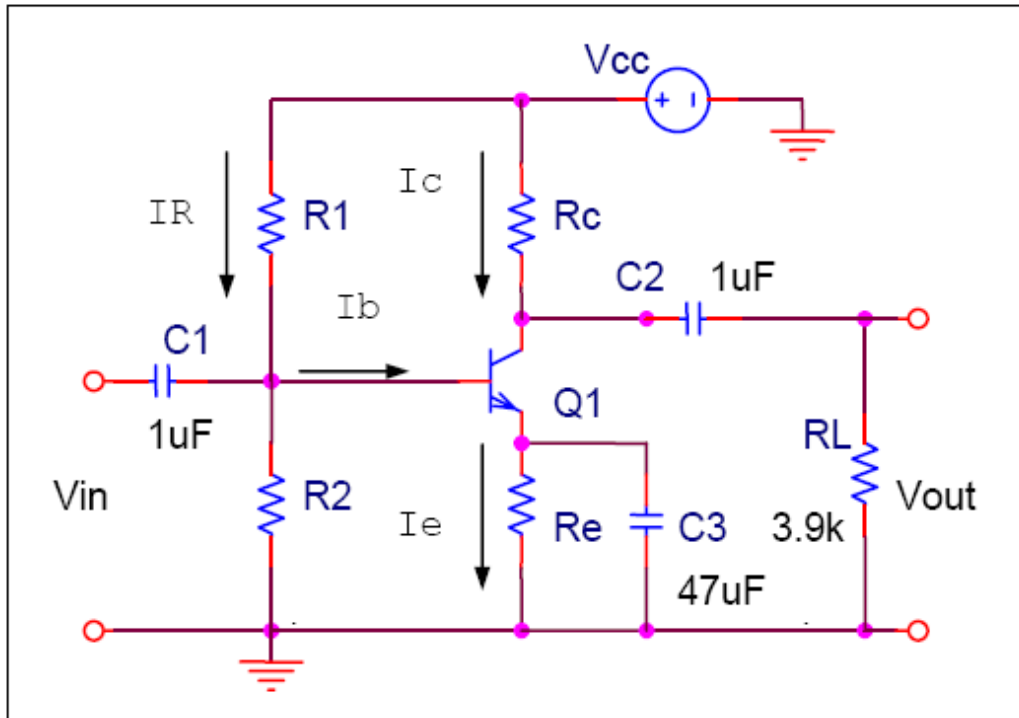 Vcc
+ -
IR
R1
Ic
Rc
C2
1uF
Ib
C1
1uF
Q1
RL
Vin
R2
Ie
Re
C3
3.9k
Vout
47uF